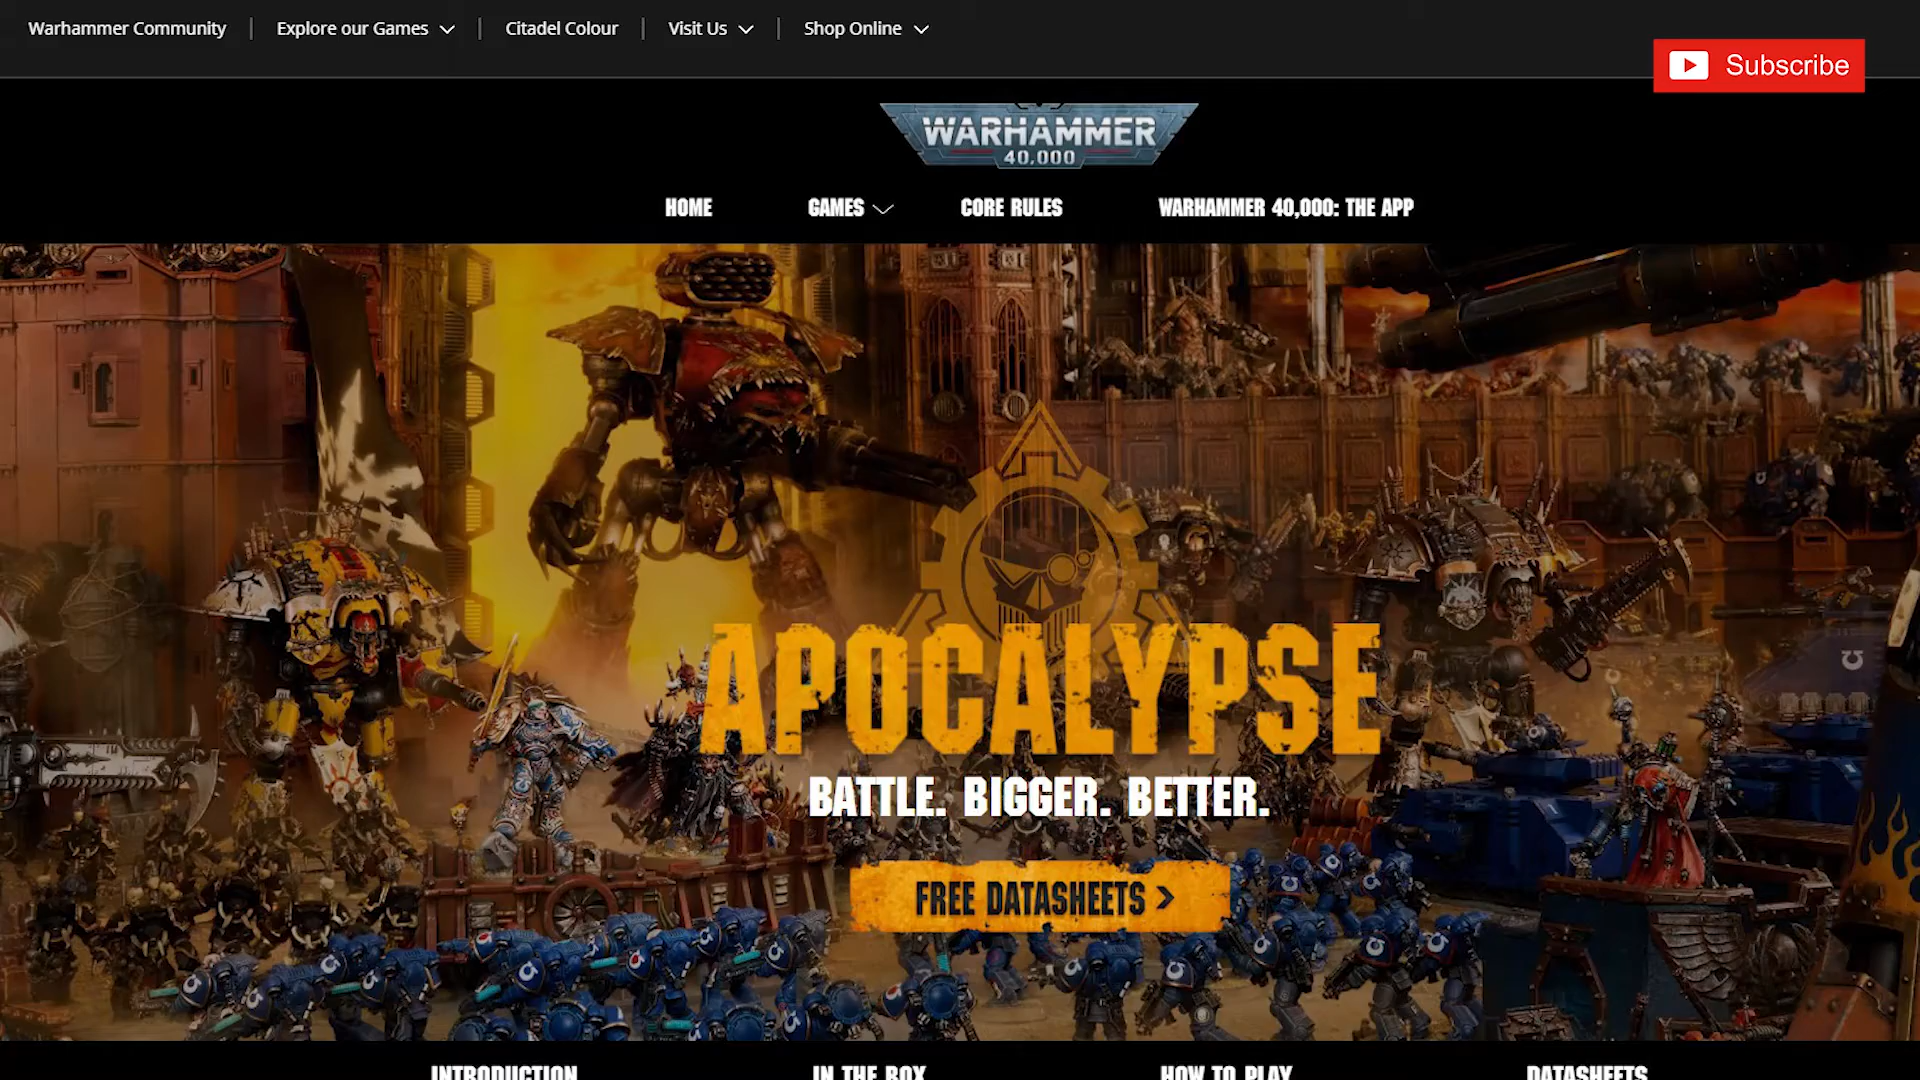 Warhammer Community
Explore our Games
Citadel Colour
Visit Us
Shop Online
Subscribe
WARHAMMER
40,000
HOME
GAMES
CORE RULES
WARHAMMER 40,000: THE APP
APOCALYPSE
BATTLE. BIGGER. BETTER.
FREE DATASHEETS >
INTRODUCTION
IN THE BOX
HOW TO PLAY
DATASHEETS